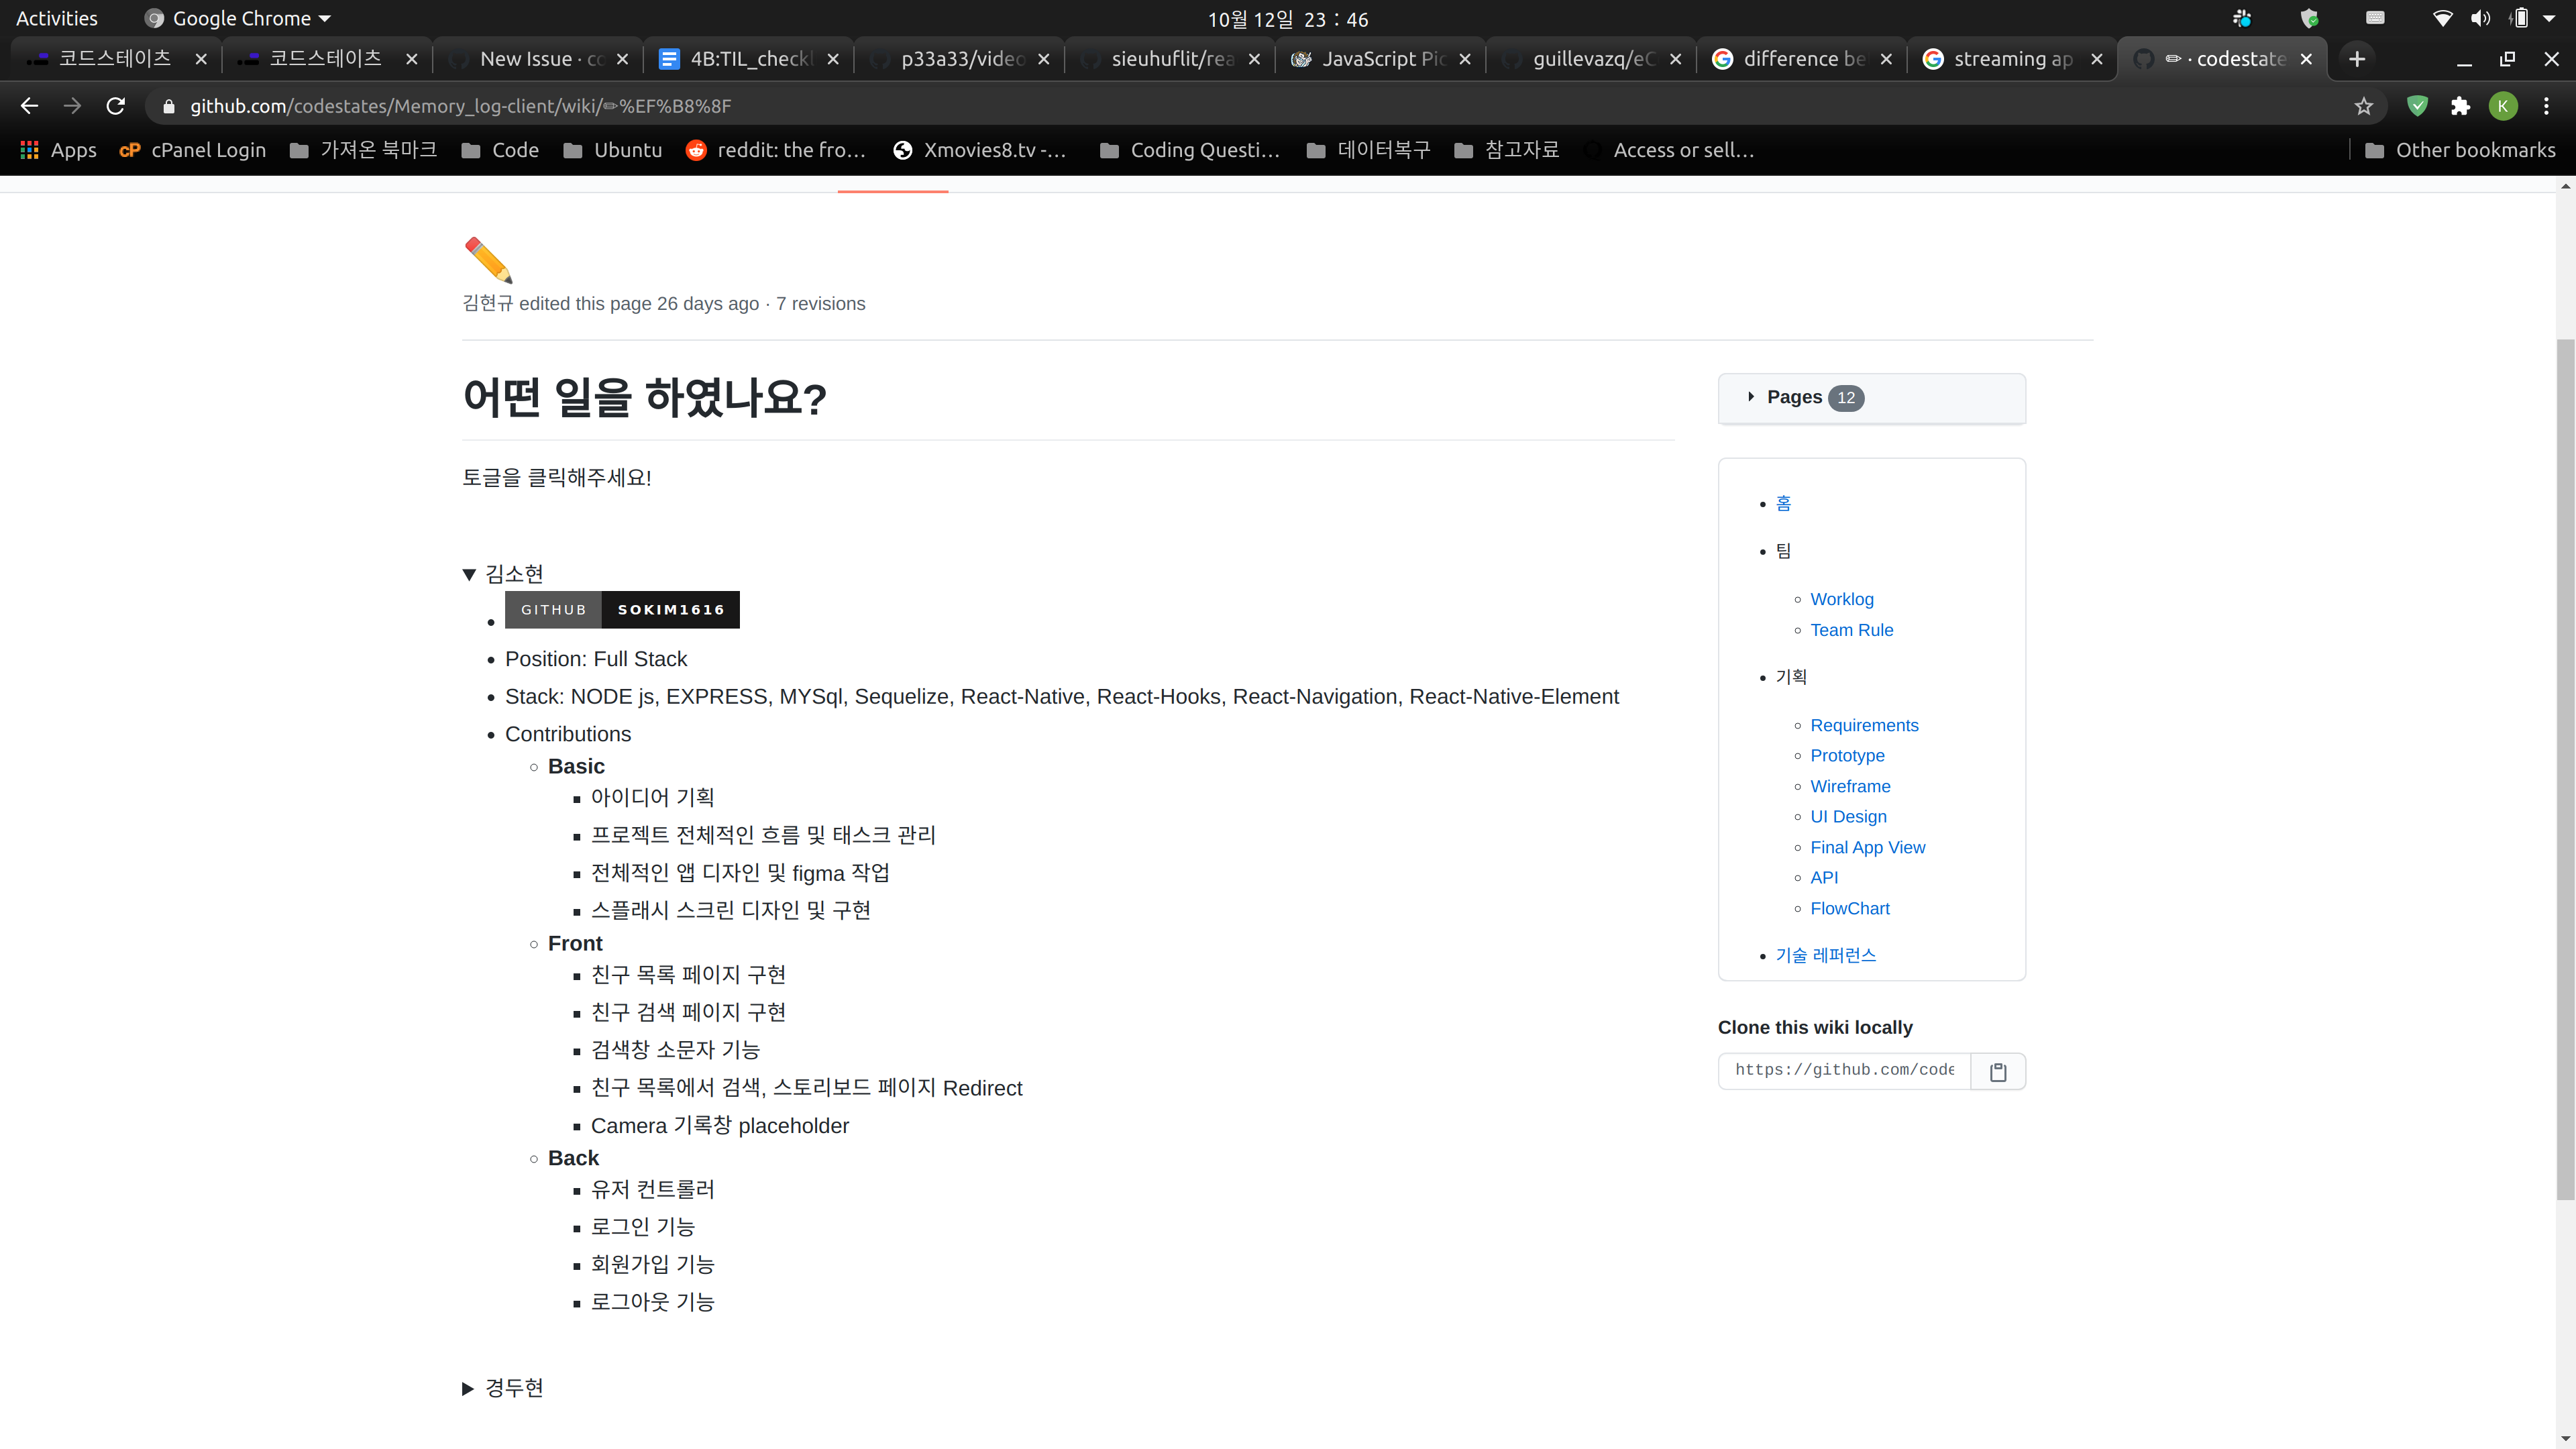 Activities
Google Chrome
10월 12일 23 : 46
코드스테이츠
코드스테이츠
New Issue · co
4B:TIL_checkl
p33a33/video
sieuhuflit/rea
JavaScript Pic
guillevazq/eC
difference be
streaming ap
✏ · codestate
github.com/codestates/Memory_log-client/wiki/✏%EF%B8%8F
K
Apps
cP cPanel Login
가져온 북마크
Code
Ubuntu
reddit: the fro...
Xmovies8.tv -...
Coding Questi...
데이터복구
참고자료
Access or sell...
Other bookmarks
✏️
김현규 edited this page 26 days ago · 7 revisions
어떤 일을 하였나요?
토글을 클릭해주세요!
김소현
GITHUB SOKIM1616
Position: Full Stack
Stack: NODE js, EXPRESS, MYSql, Sequelize, React-Native, React-Hooks, React-Navigation, React-Native-Element
Contributions
Basic
아이디어 기획
프로젝트 전체적인 흐름 및 태스크 관리
전체적인 앱 디자인 및 figma 작업
스플래시 스크린 디자인 및 구현
Front
친구 목록 페이지 구현
친구 검색 페이지 구현
검색창 소문자 기능
친구 목록에서 검색, 스토리보드 페이지 Redirect
Camera 기록창 placeholder
Back
유저 컨트롤러
로그인 기능
회원가입 기능
로그아웃 기능
경두현
Pages 12
홈
팀
Worklog
Team Rule
기획
Requirements
Prototype
Wireframe
UI Design
Final App View
API
FlowChart
기술 레퍼런스
Clone this wiki locally
https://github.com/code